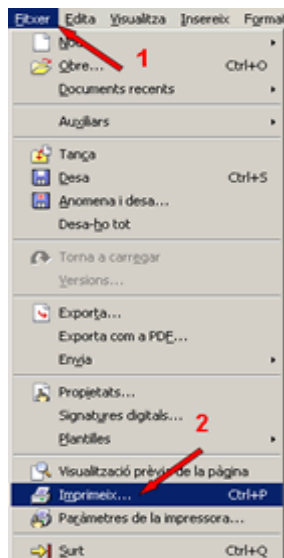 Fitxer Edita Visualitza Insereix Format
1
Obre... Ctrl+O
Documents recents
Auxiliars
Tanca
Desa Ctrl+S
Anomena i desa...
Desa-ho tot
Torna a carregar
Versions...
Exporta...
Exporta com a PDF...
Envia
Propietats...
Signatures digitals...
2
Plantilles
Visualització prèvia de la pàgina
Imprimeix... Ctrl+P
Paràmetres de la impressora...
Surt Ctrl+Q